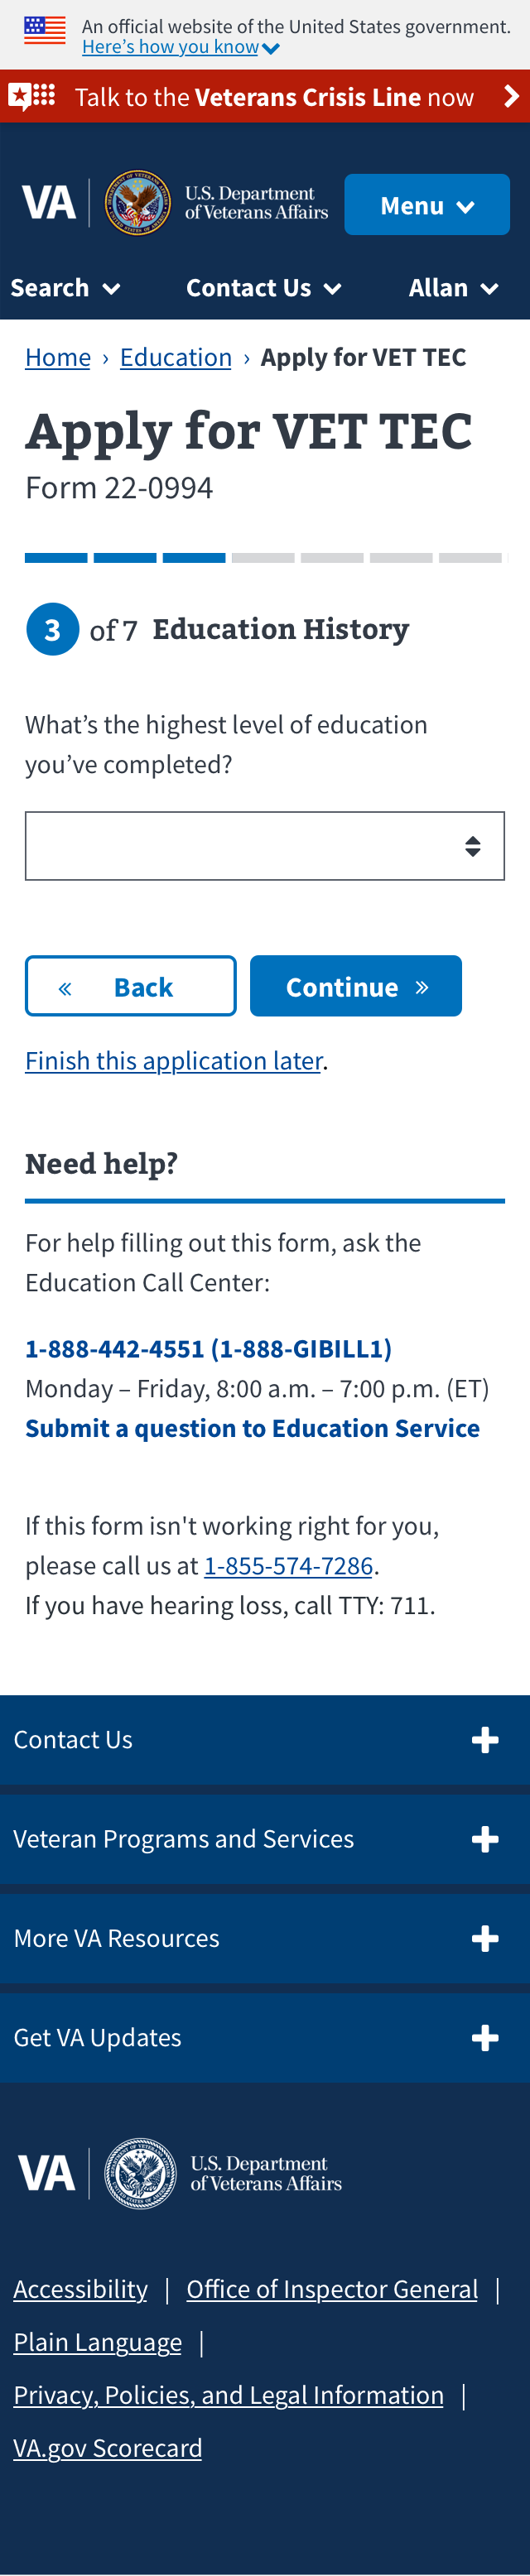 An official website of the United States government.
Here’s how you know
Talk to the Veterans Crisis Line now
VA
U.S. Department
of Veterans Affairs
Menu
Search Contact Us Allan
Home › Education › Apply for VET TEC
Apply for VET TEC
Form 22-0994
3 of 7 Education History
What’s the highest level of education
you’ve completed?
« Back Continue »
Finish this application later.
Need help?
For help filling out this form, ask the
Education Call Center:
1-888-442-4551 (1-888-GIBILL1)
Monday – Friday, 8:00 a.m. – 7:00 p.m. (ET)
Submit a question to Education Service
If this form isn't working right for you,
please call us at 1-855-574-7286.
If you have hearing loss, call TTY: 711.
Contact Us
Veteran Programs and Services
More VA Resources
Get VA Updates
VA
U.S. Department
of Veterans Affairs
Accessibility | Office of Inspector General |
Plain Language |
Privacy, Policies, and Legal Information |
VA.gov Scorecard